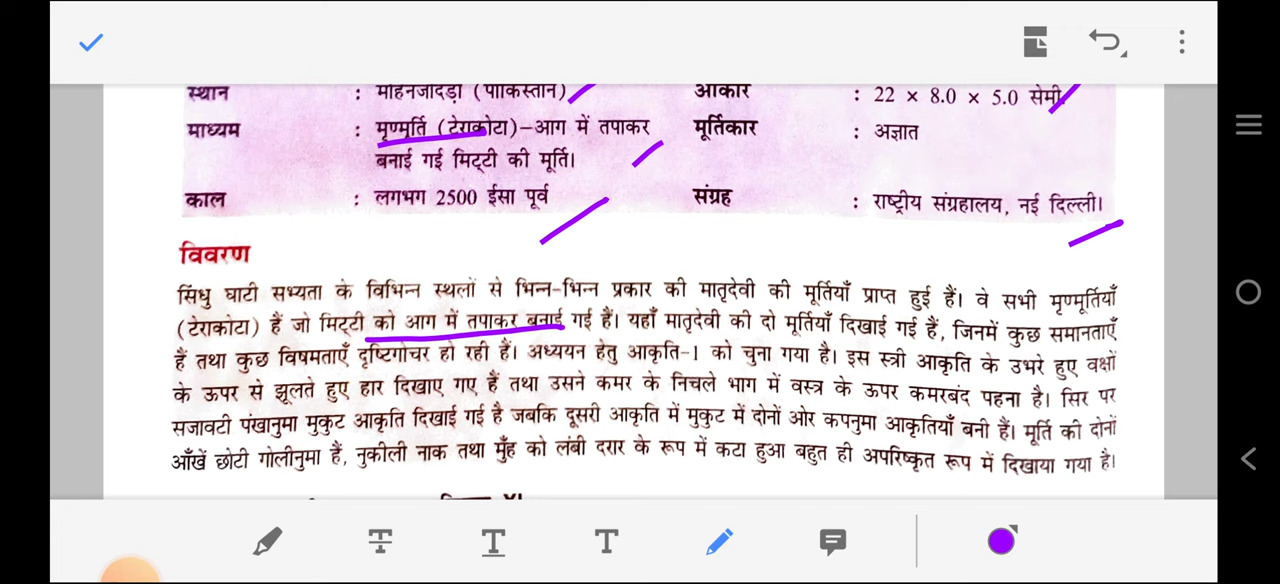 स्थान : मोहनजोदड़ो (पाकिस्तान) आकार : 22 × 8.0 × 5.0 सेमी.
माध्यम : मृण्मूर्ति (टेराकोटा)–आग में तपाकर मूर्तिकार : अज्ञात
बनाई गई मिट्टी की मूर्ति।
काल : लगभग 2500 ईसा पूर्व संग्रह : राष्ट्रीय संग्रहालय, नई दिल्ली।
विवरण
सिंधु घाटी सभ्यता के विभिन्न स्थलों से भिन्न-भिन्न प्रकार की मातृदेवी की मूर्तियाँ प्राप्त हुई हैं। वे सभी मृण्मूर्तियाँ
(टेराकोटा) हैं जो मिट्टी को आग में तपाकर बनाई गई हैं। यहाँ मातृदेवी की दो मूर्तियाँ दिखाई गई हैं, जिनमें कुछ समानताएँ
हैं तथा कुछ विषमताएँ दृष्टिगोचर हो रही हैं। अध्ययन हेतु आकृति-1 को चुना गया है। इस स्त्री आकृति के उभरे हुए वक्षों
के ऊपर से झूलते हुए हार दिखाए गए हैं तथा उसने कमर के निचले भाग में वस्त्र के ऊपर कमरबंद पहना है। सिर पर
सजावटी पंखानुमा मुकुट आकृति दिखाई गई है जबकि दूसरी आकृति में मुकुट में दोनों ओर कपनुमा आकृतियाँ बनी हैं। मूर्ति की दोनों
आँखें छोटी गोलीनुमा हैं, नुकीली नाक तथा मुँह को लंबी दरार के रूप में कटा हुआ बहुत ही अपरिष्कृत रूप में दिखाया गया है।